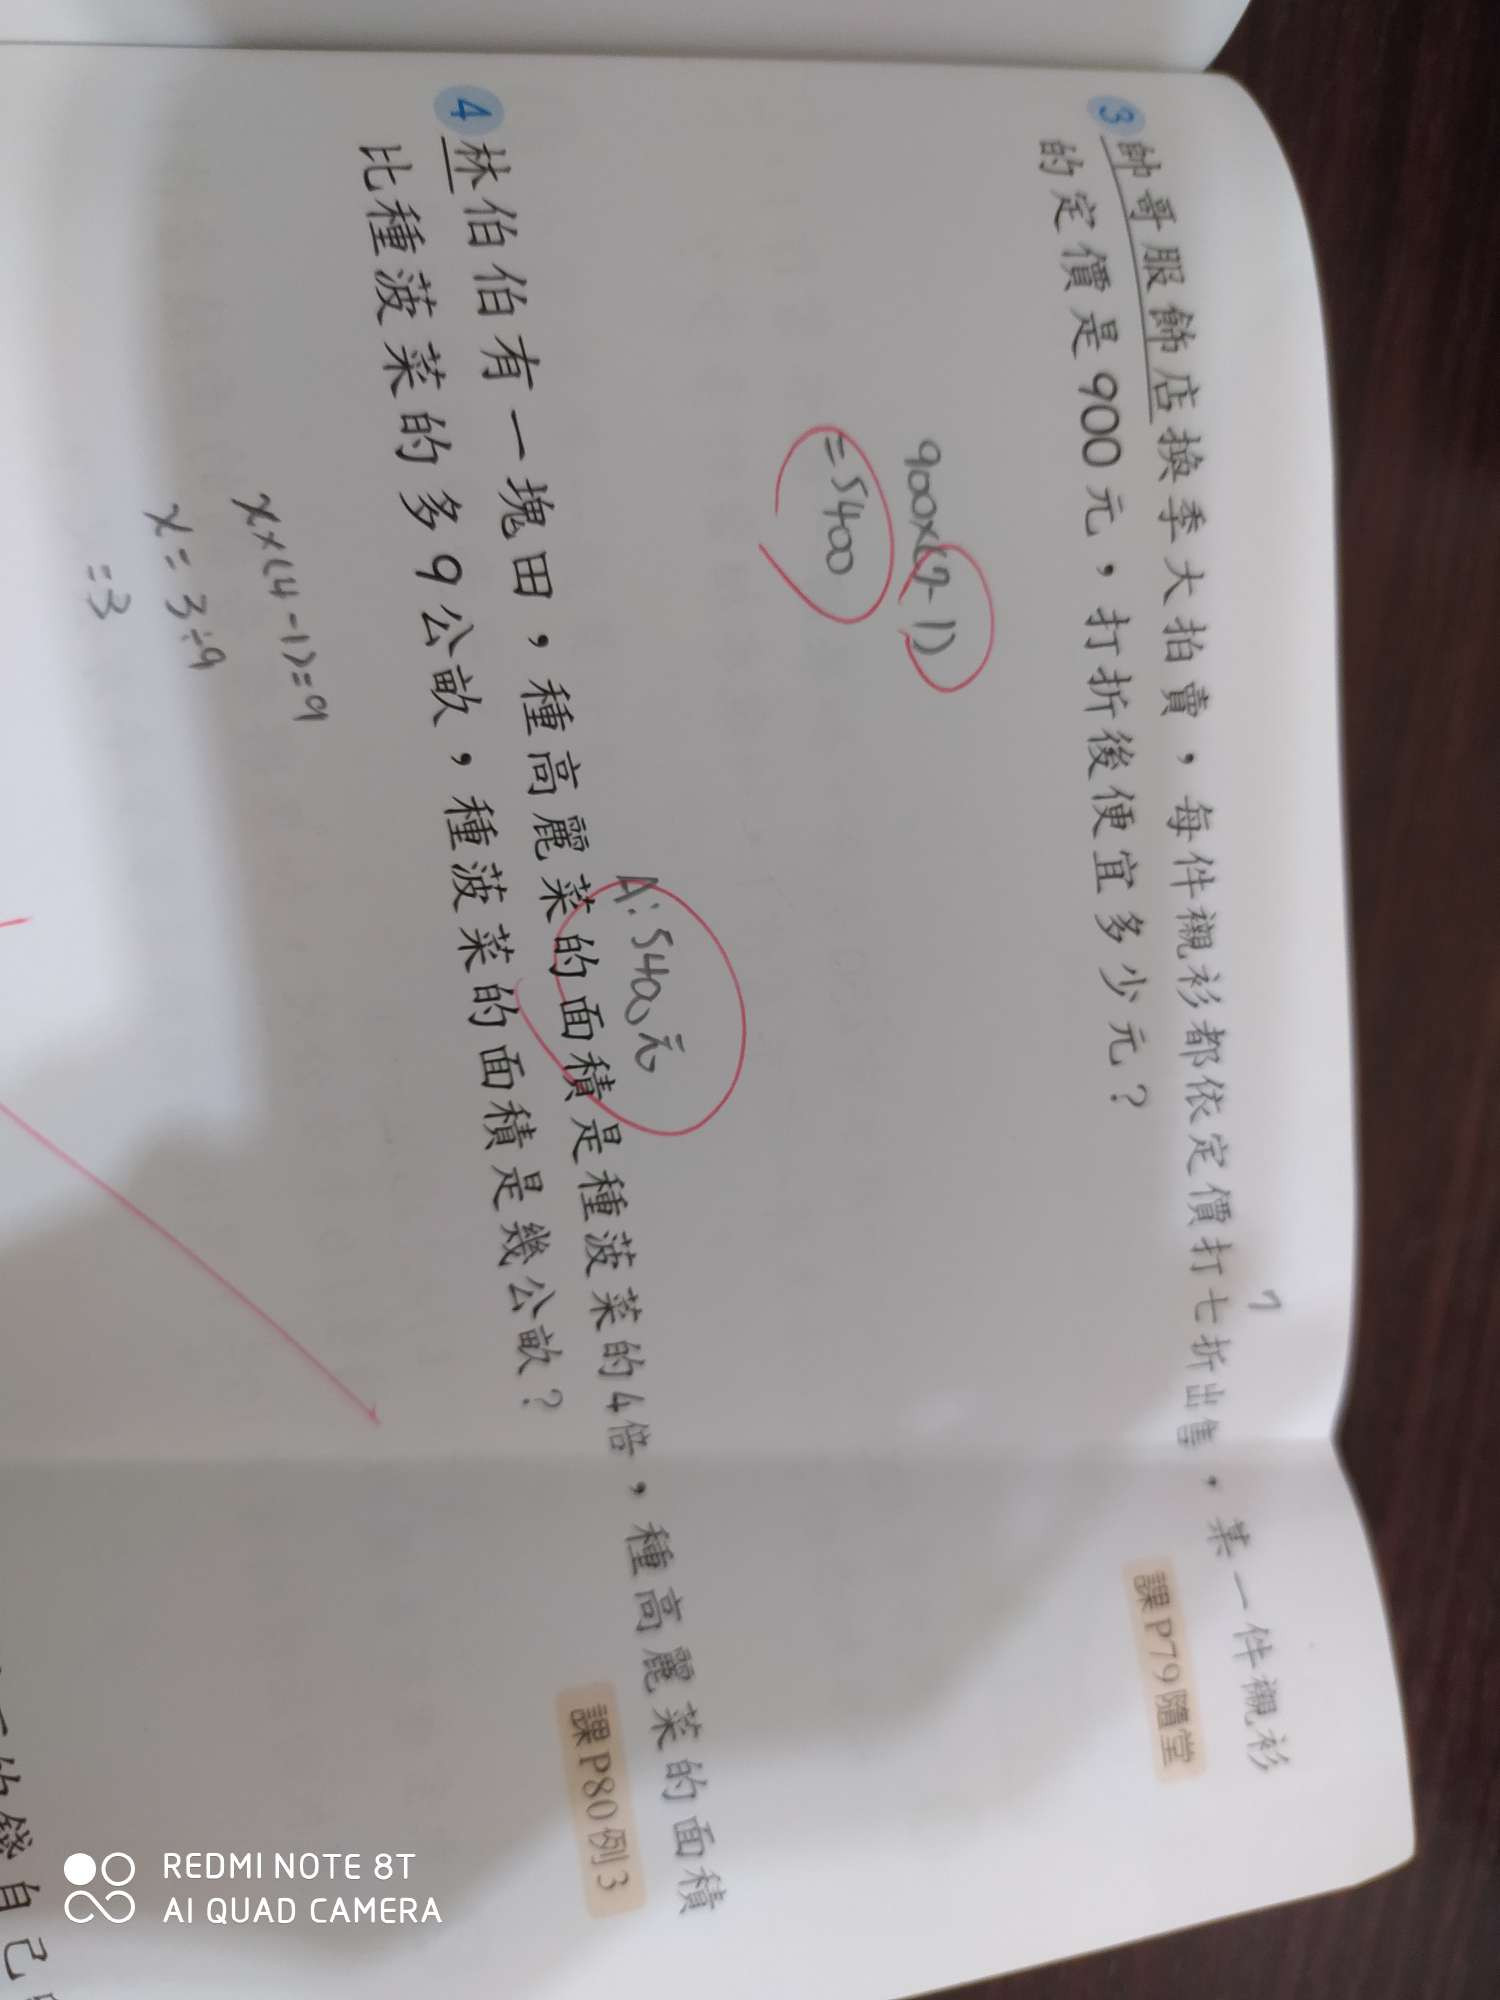 3 帥哥服飾店換季大拍賣，每件襯衫都依定價打七折出售，某一件襯衫
7
的定價是900元，打折後便宜多少元？
課P79隨堂
900×(7-1)
=5400
A:5400元
4 林伯伯有一塊田，種高麗菜的面積是種菠菜的4倍，種高麗菜的面積
比種菠菜的多9公畝，種菠菜的面積是幾公畝？
課P80例3
x×(4-1)=9
x=3÷9
=3
的錢自己
REDMI NOTE 8T
AI QUAD CAMERA